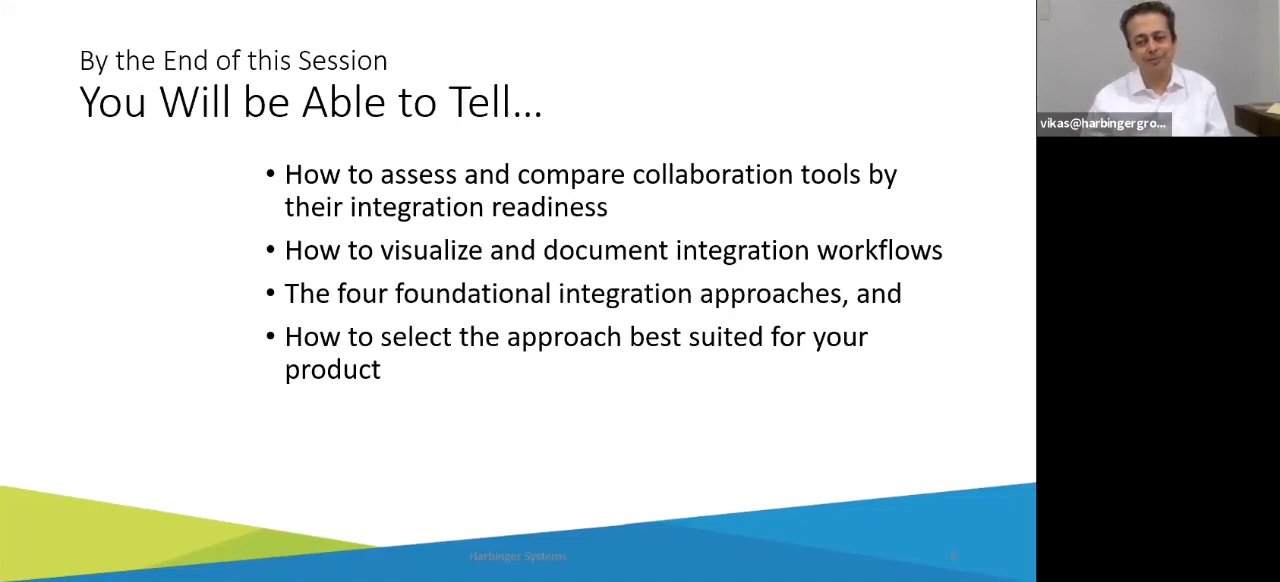 By the End of this Session
You Will be Able to Tell...
• How to assess and compare collaboration tools by
their integration readiness
• How to visualize and document integration workflows
• The four foundational integration approaches, and
• How to select the approach best suited for your
product
vikas@harbingergro...
Harbinger Systems